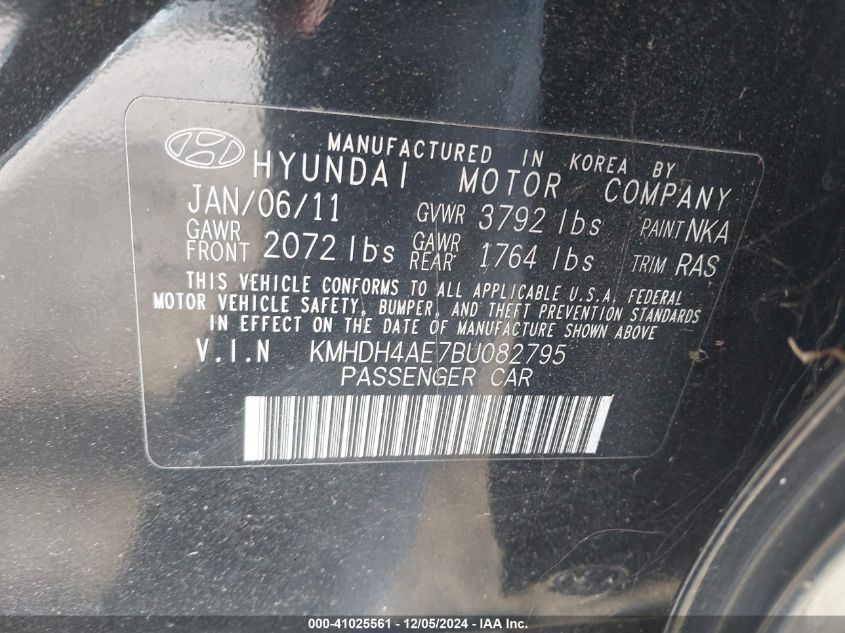 MANUFACTURED IN KOREA BY
HYUNDAI MOTOR COMPANY
JAN/06/11 GVWR 3792 lbs PAINT NKA
GAWR FRONT 2072 lbs GAWR REAR 1764 lbs TRIM RAS
THIS VEHICLE CONFORMS TO ALL APPLICABLE U.S.A. FEDERAL
MOTOR VEHICLE SAFETY, BUMPER, AND THEFT PREVENTION STANDARDS
IN EFFECT ON THE DATE OF MANUFACTURE SHOWN ABOVE
V.I.N KMHDH4AE7BU082795
PASSENGER CAR
000-41025561 - 12/05/2024 - IAA Inc.